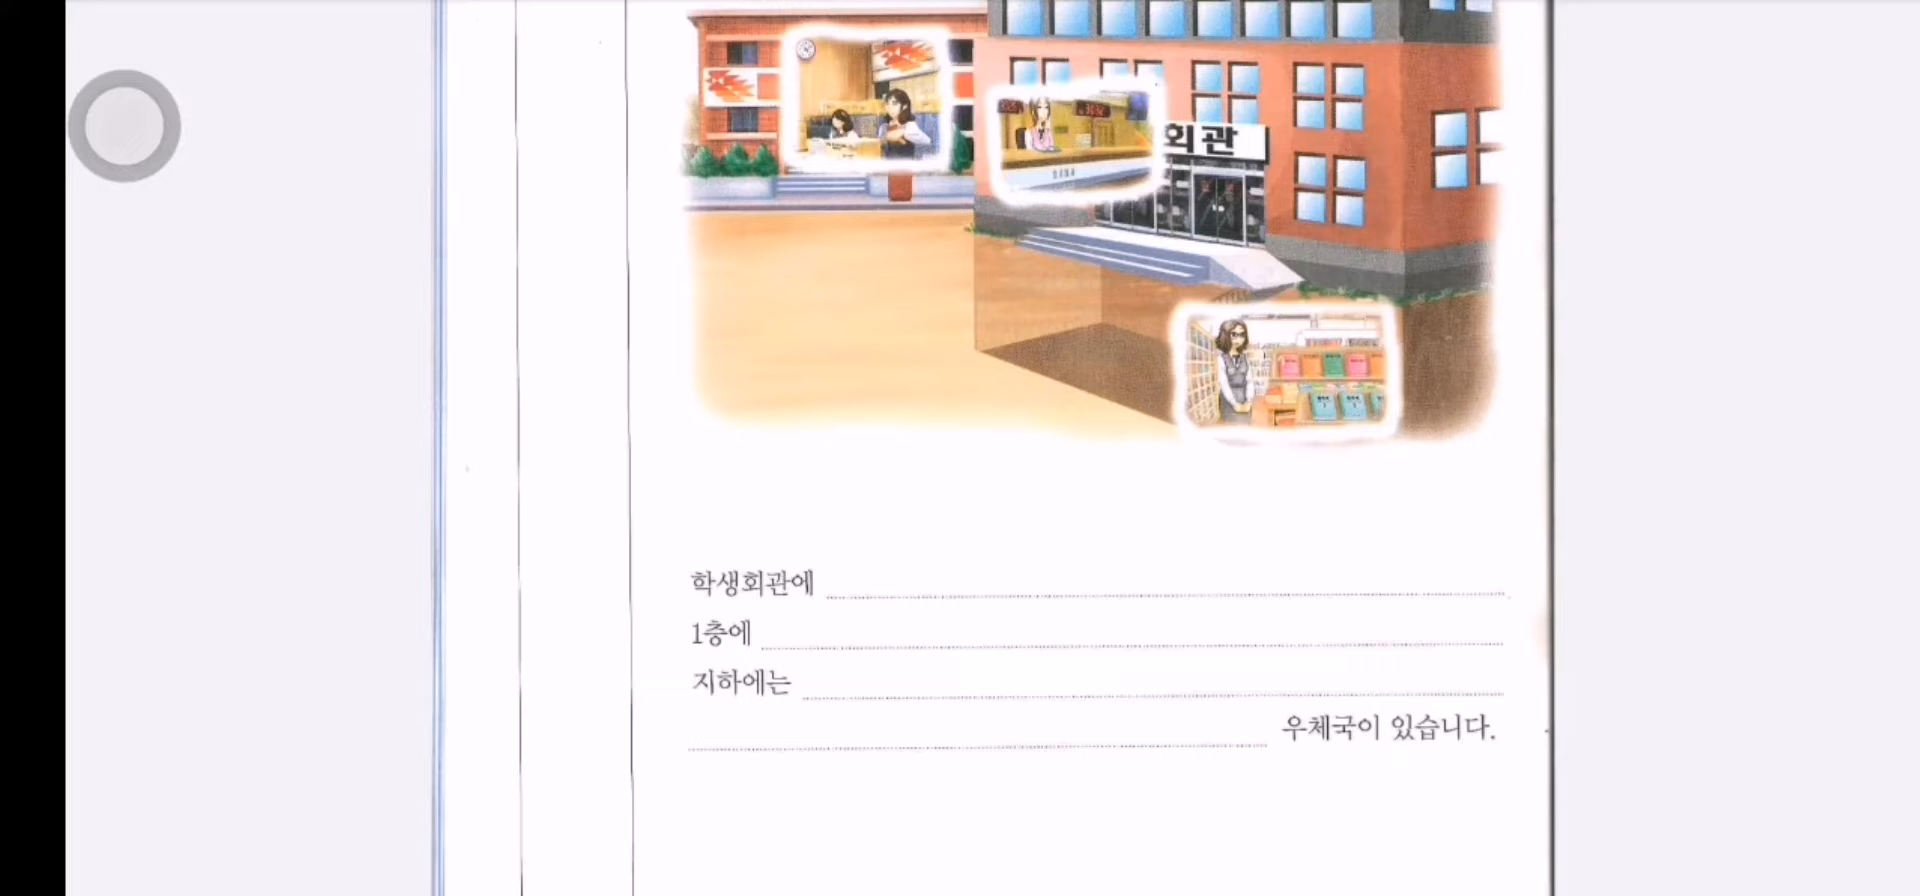 회관
학생회관에
1층에
지하에는
우체국이 있습니다.